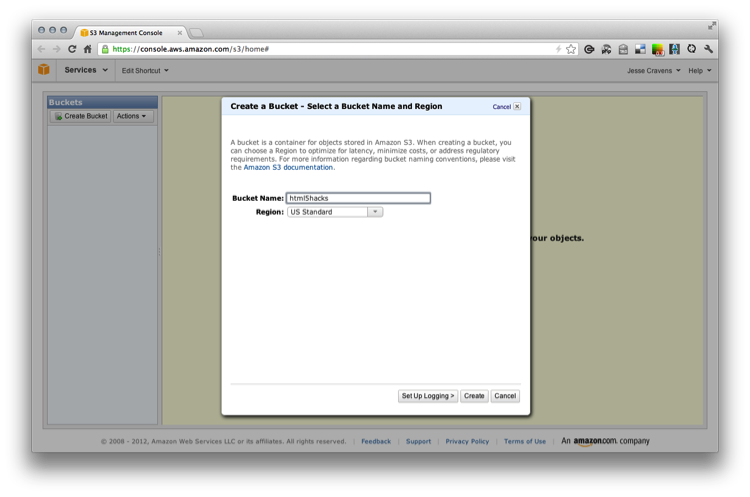 S3 Management Console
https://console.aws.amazon.com/s3/home#
Services
Edit Shortcut
Jesse Cravens
Help
Buckets
Create Bucket
Actions
Create a Bucket - Select a Bucket Name and Region
Cancel
A bucket is a container for objects stored in Amazon S3. When creating a bucket, you
can choose a Region to optimize for latency, minimize costs, or address regulatory
requirements. For more information regarding bucket naming conventions, please visit
the Amazon S3 documentation.
Bucket Name: html5hacks
Region: US Standard
your objects.
Set Up Logging >
Create
Cancel
© 2008 - 2012, Amazon Web Services LLC or its affiliates. All rights reserved. | Feedback | Support | Privacy Policy | Terms of Use | An amazon.com. company